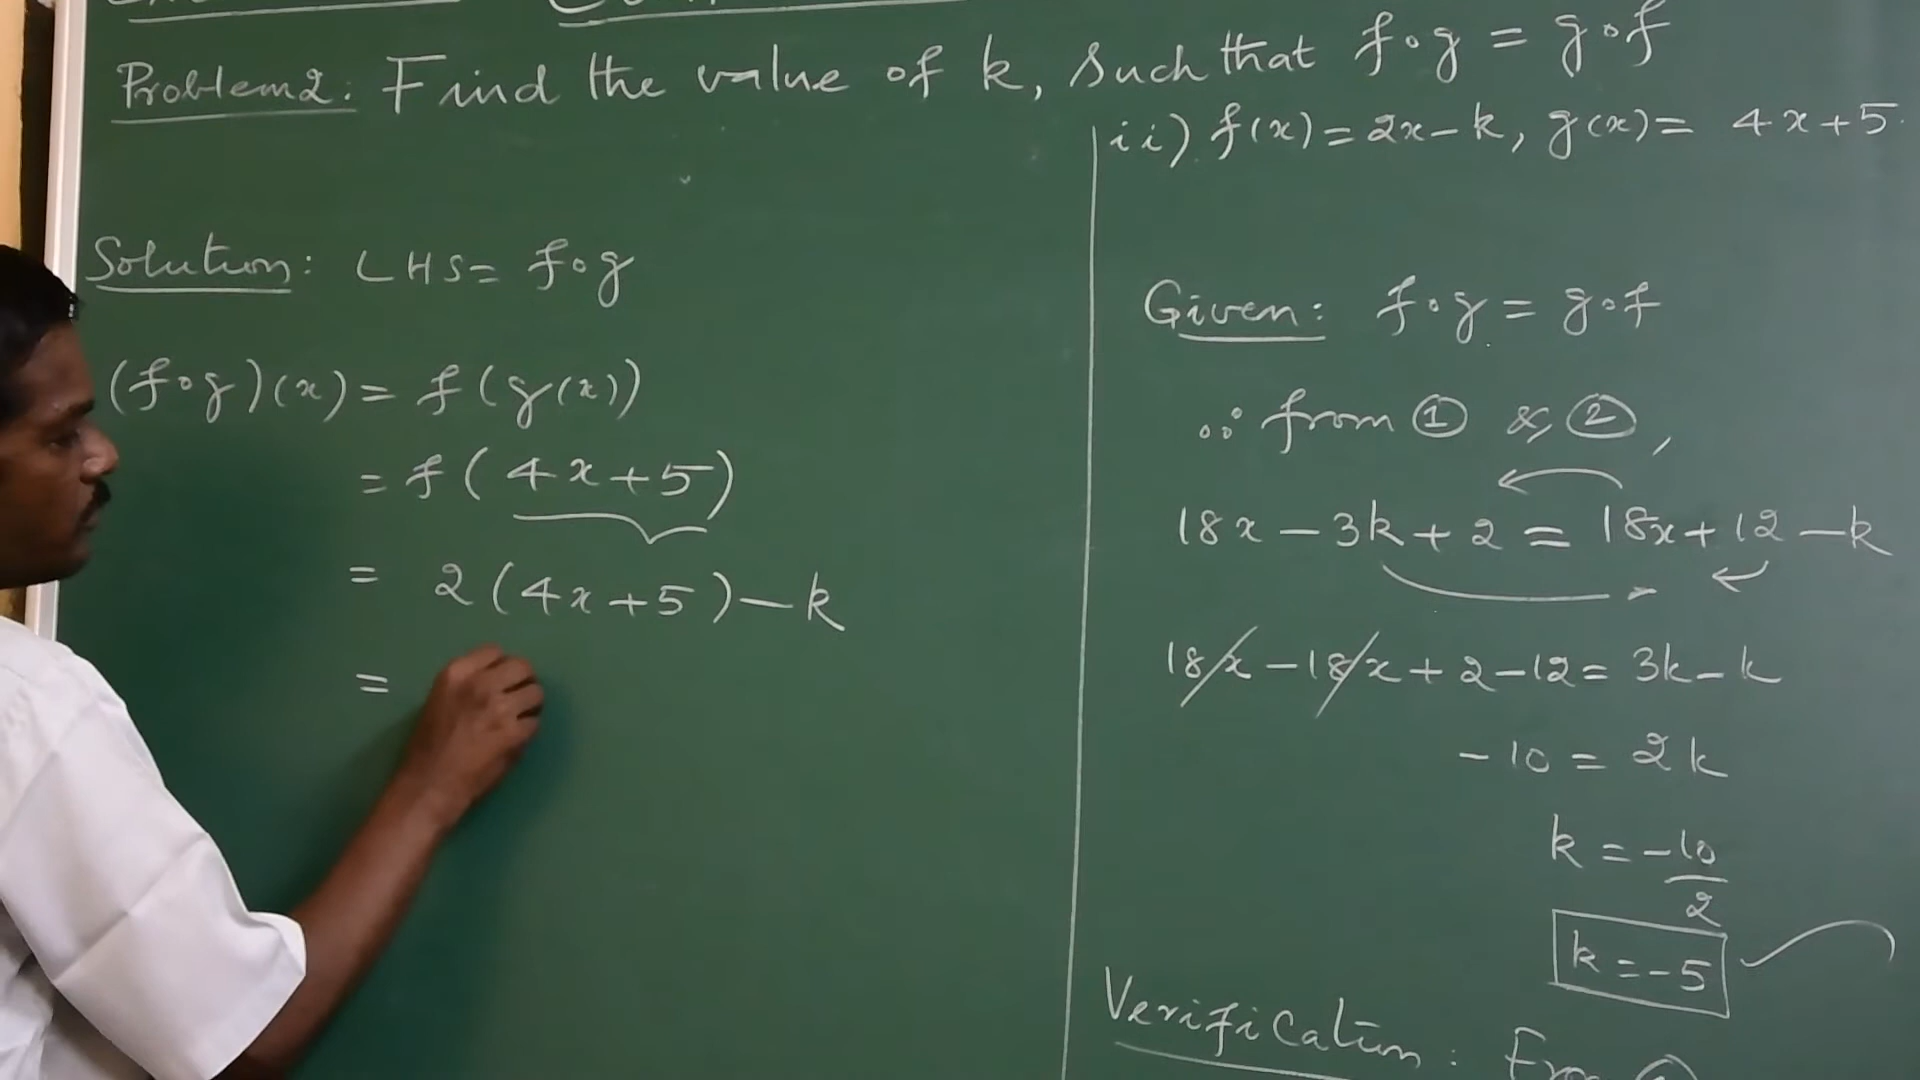 Problem 2: Find the value of k, such that f∘g = g∘f
ii) f(x) = 2x - k, g(x) = 4x + 5
Solution: LHS = f∘g
(f∘g)(x) = f(g(x))
= f(4x + 5)
= 2(4x + 5) - k
=
Given: f∘g = g∘f
∴ from ① & ②,
18x - 3k + 2 = 18x + 12 - k
18x - 18x + 2 - 12 = 3k - k
-10 = 2k
k = -10/2
k = -5
Verification: From